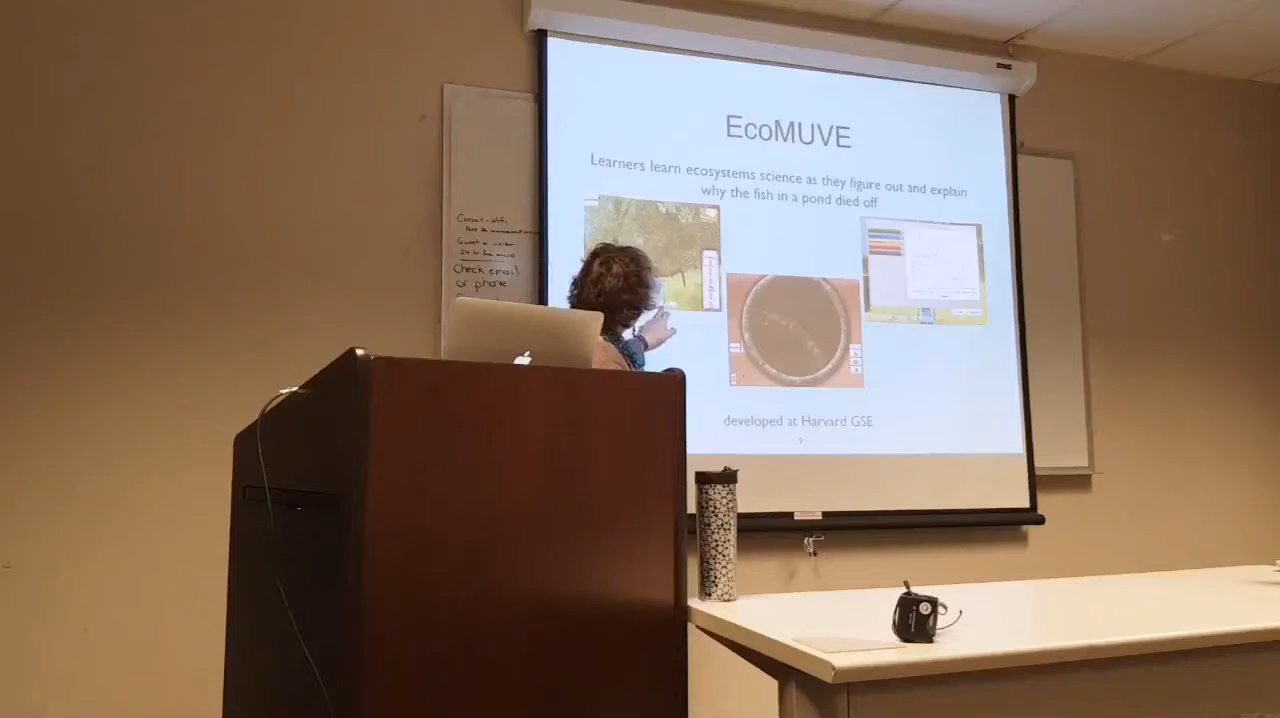 EcoMUVE
Learners learn ecosystems science as they figure out and explain
why the fish in a pond died off
developed at Harvard GSE
Check email
or phone